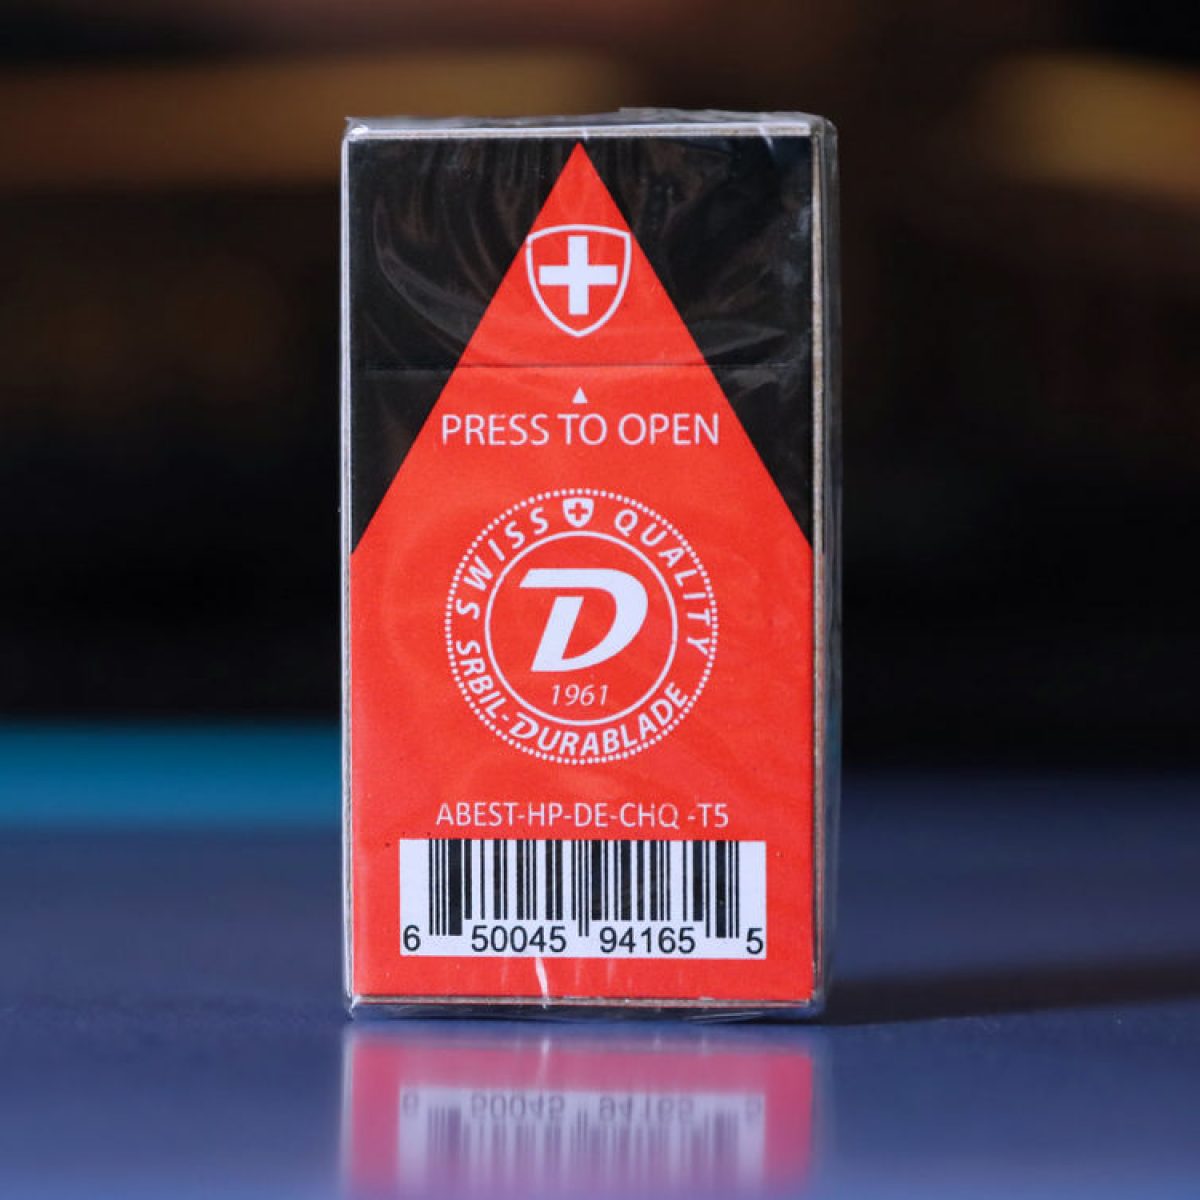 PRESS TO OPEN
SWISS QUALITY
D
1961
SRBIL-DURABLADE
ABEST-HP-DE-CHQ -T5
6 50045 94165 5